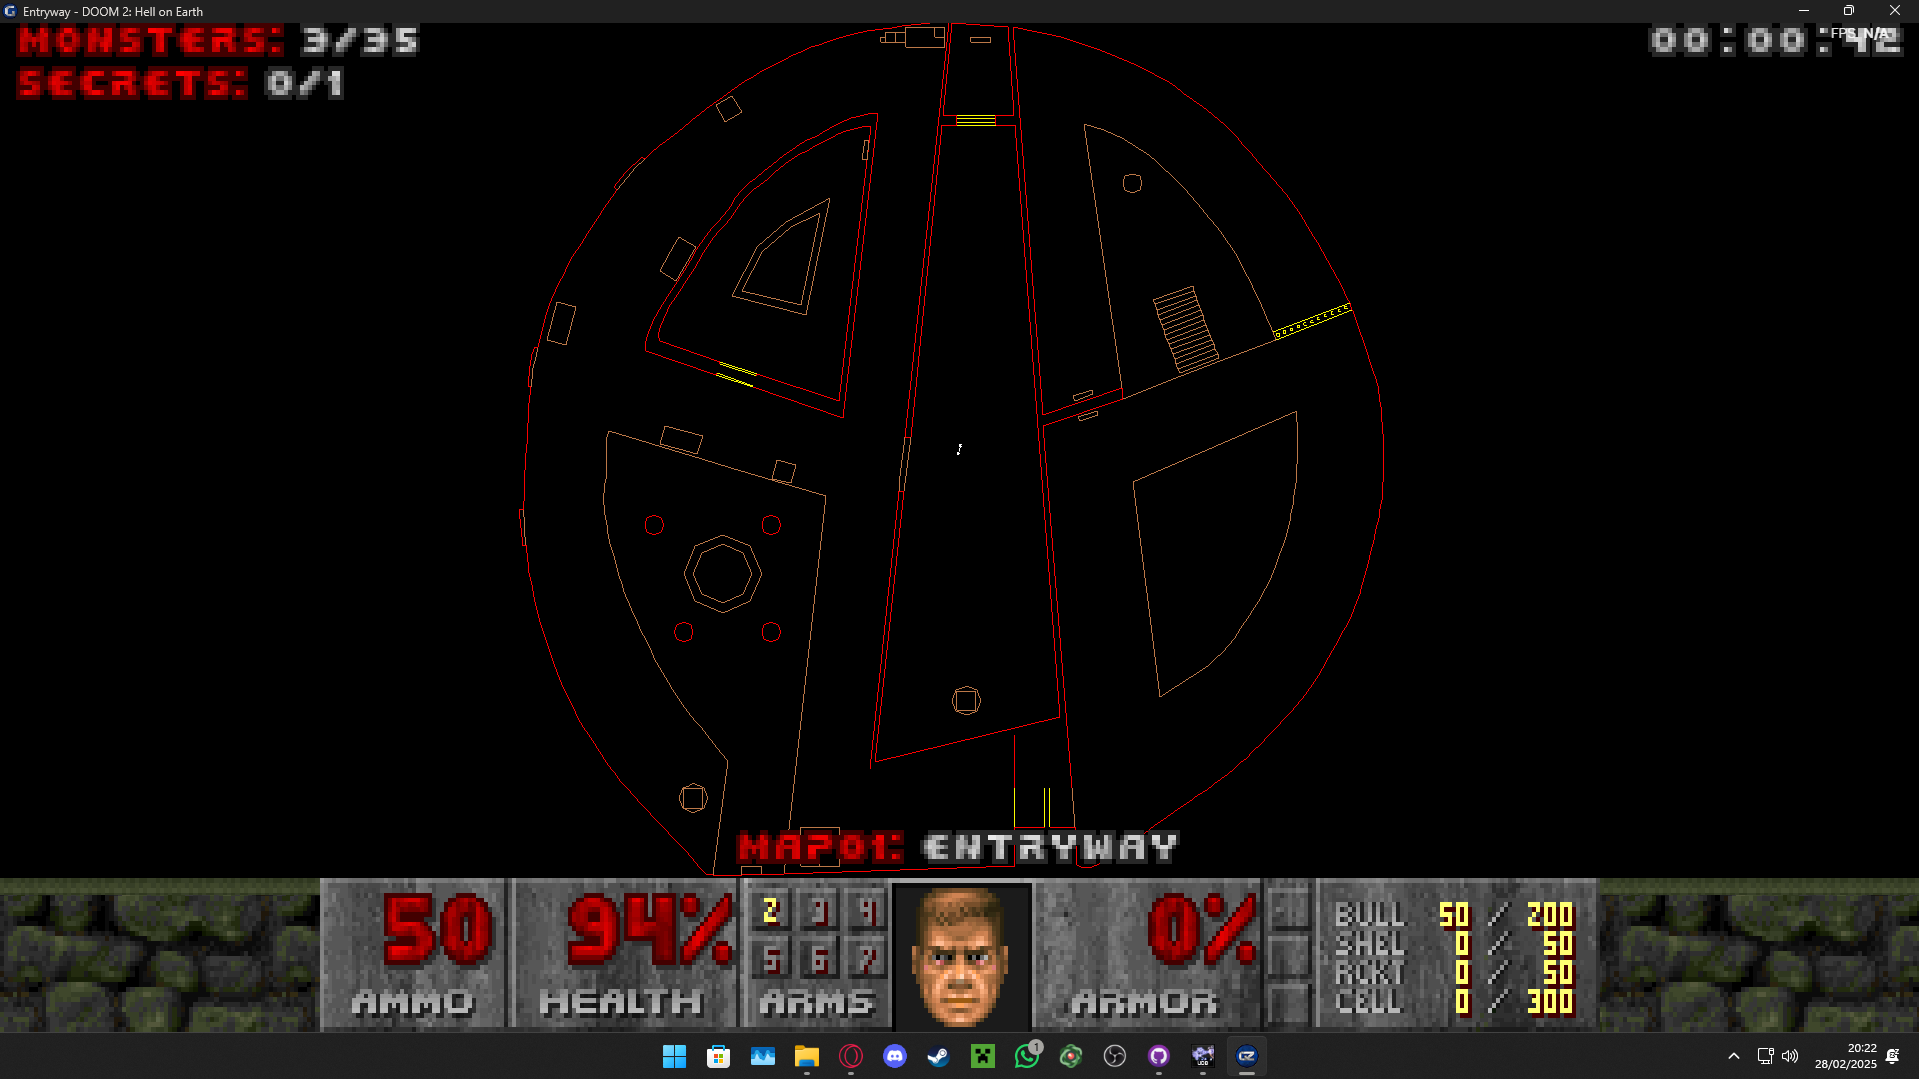 Entryway - DOOM 2: Hell on Earth
MONSTERS: 3/35
SECRETS: 0/1
00:00:42
FPS N/A
MAP01: ENTRYWAY
50
AMMO
94%
HEALTH
2 3 4
5 6 7
ARMS
0%
ARMOR
BULL 50 / 200
SHEL 0 / 50
RCKT 0 / 50
CELL 0 / 300
1
20:22
28/02/2025